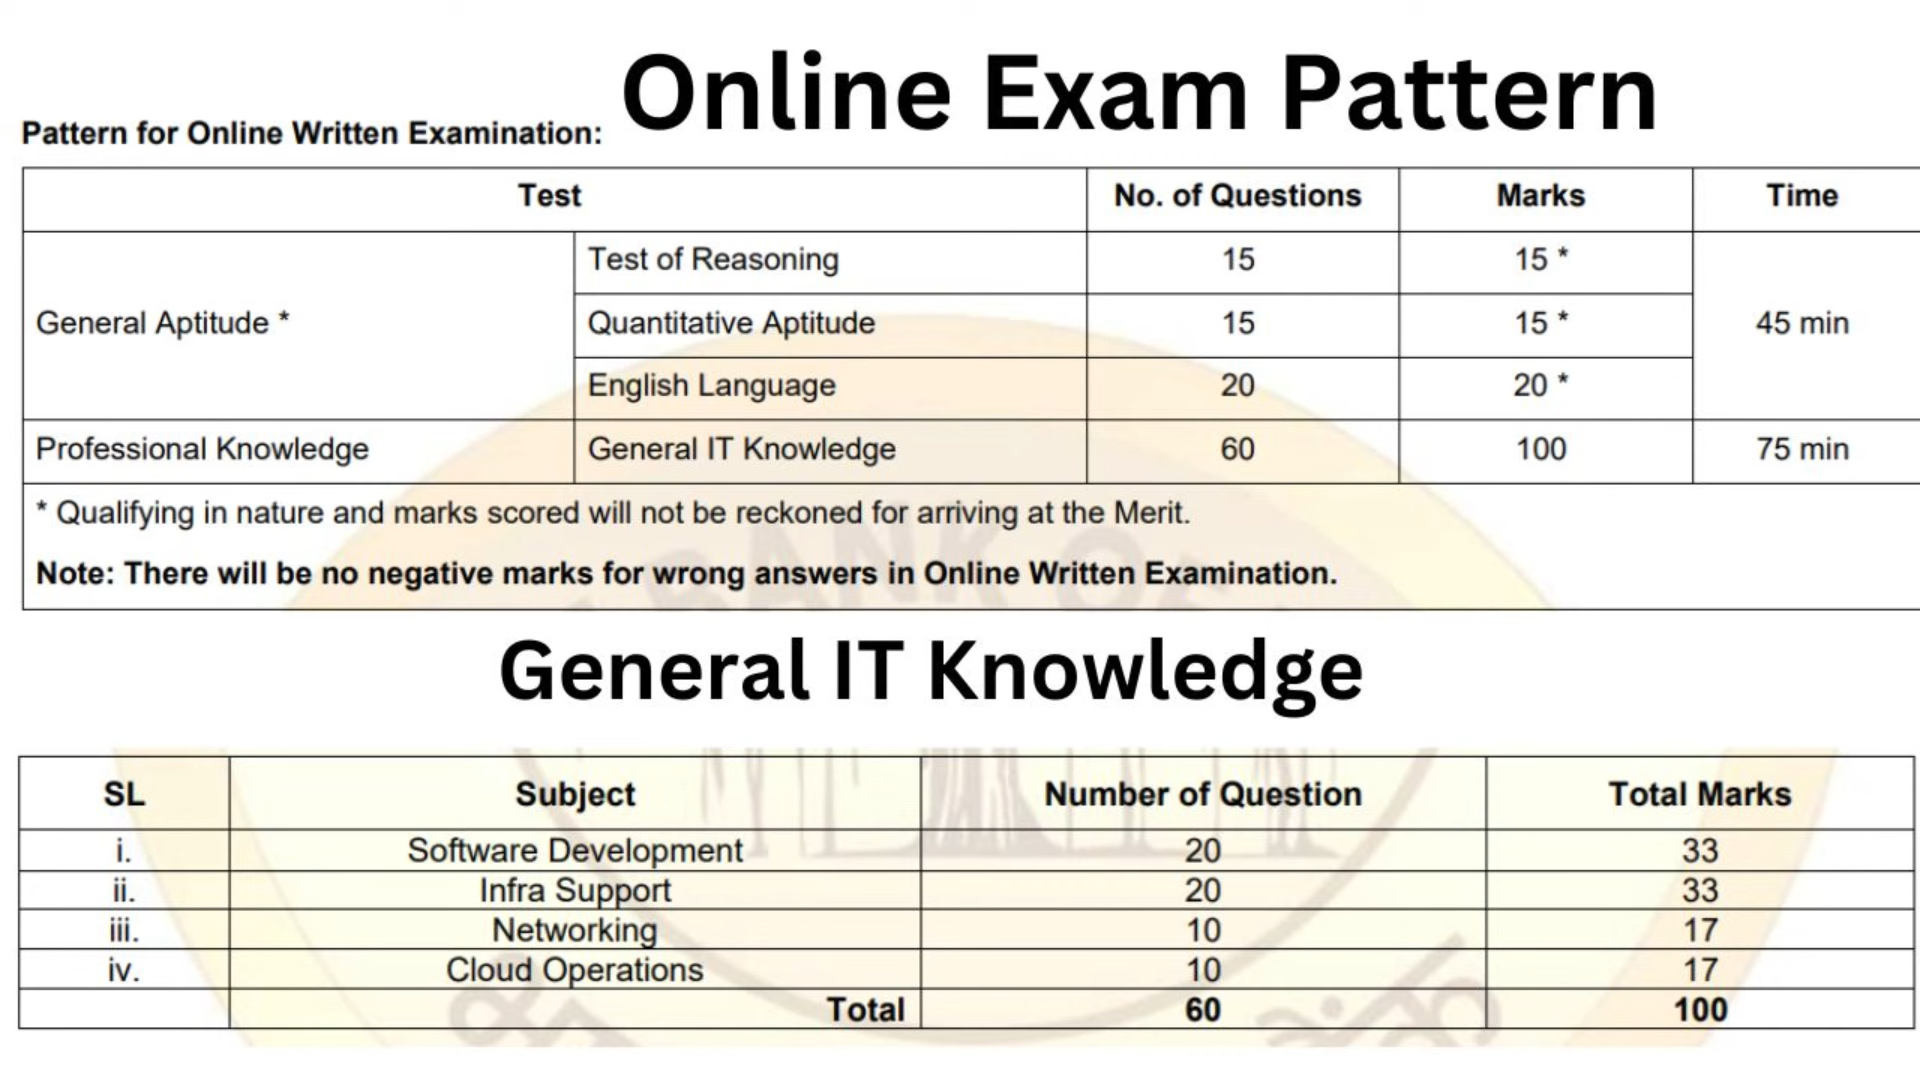 Online Exam Pattern
Pattern for Online Written Examination:
Test No. of Questions Marks Time
General Aptitude * Test of Reasoning 15 15 * 45 min
Quantitative Aptitude 15 15 *
English Language 20 20 *
Professional Knowledge General IT Knowledge 60 100 75 min
* Qualifying in nature and marks scored will not be reckoned for arriving at the Merit.
Note: There will be no negative marks for wrong answers in Online Written Examination.
BANK OF
General IT Knowledge
SL Subject Number of Question Total Marks
i. Software Development 20 33
ii. Infra Support 20 33
iii. Networking 10 17
iv. Cloud Operations 10 17
Total 60 100